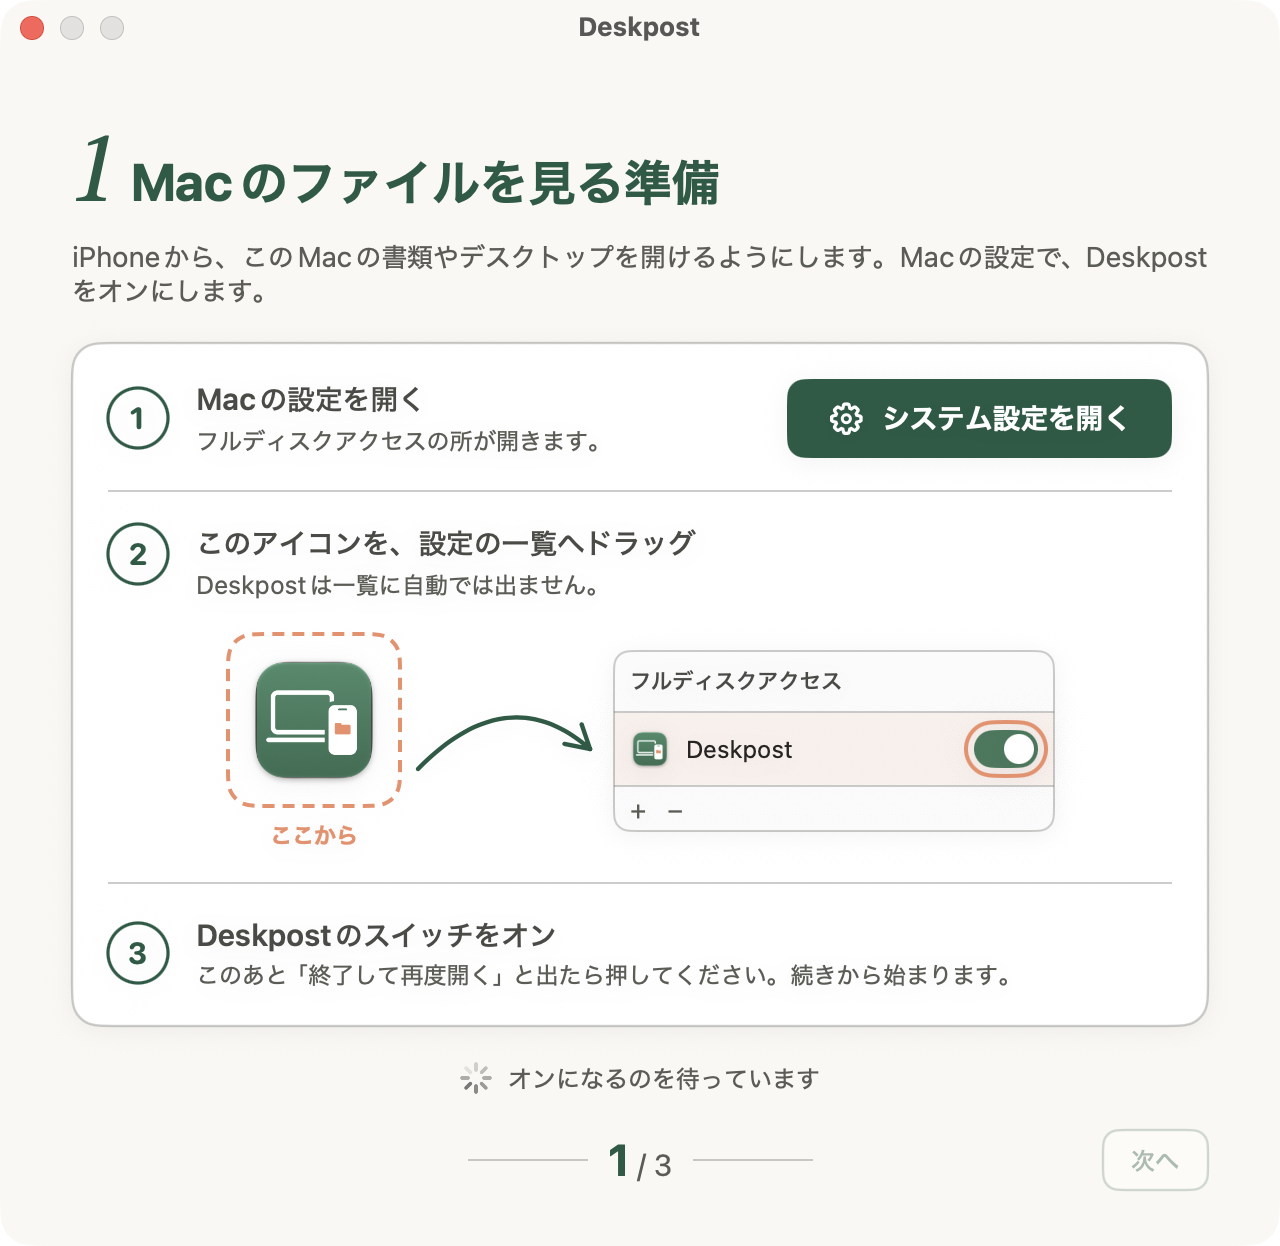 Deskpost
1 Macのファイルを見る準備
iPhoneから、このMacの書類やデスクトップを開けるようにします。Macの設定で、Deskpost
をオンにします。
1
Macの設定を開く
フルディスクアクセスの所が開きます。
システム設定を開く
2
このアイコンを、設定の一覧へドラッグ
Deskpostは一覧に自動では出ません。
ここから
フルディスクアクセス
Deskpost
+ −
3
Deskpostのスイッチをオン
このあと「終了して再度開く」と出たら押してください。続きから始まります。
オンになるのを待っています
1 / 3
次へ